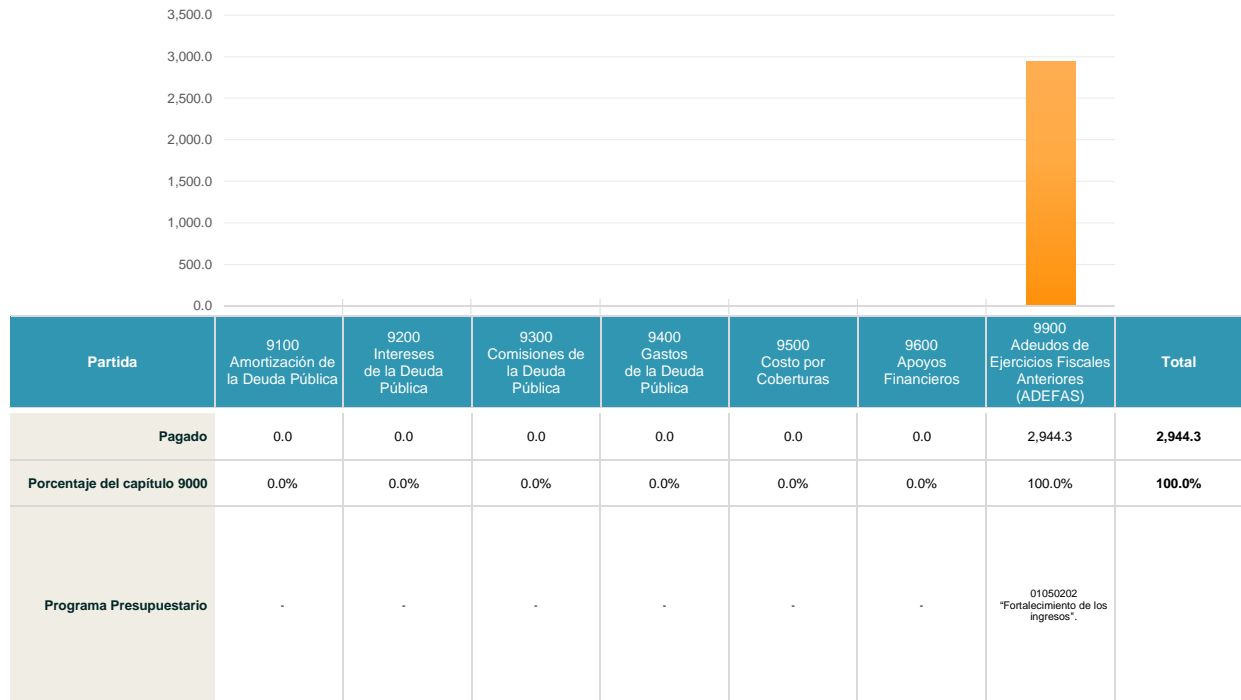 3,500.0
3,000.0
2,500.0
2,000.0
1,500.0
1,000.0
500.0
0.0
Partida
9100
Amortización de
la Deuda Pública
9200
Intereses
de la Deuda
Pública
9300
Comisiones de
la Deuda
Pública
9400
Gastos
de la Deuda
Pública
9500
Costo por
Coberturas
9600
Apoyos
Financieros
9900
Adeudos de
Ejercicios Fiscales
Anteriores
(ADEFAS)
Total
Pagado 0.0 0.0 0.0 0.0 0.0 0.0 2,944.3 2,944.3
Porcentaje del capítulo 9000 0.0% 0.0% 0.0% 0.0% 0.0% 0.0% 100.0% 100.0%
Programa Presupuestario - - - - - -
01050202
"Fortalecimiento de los
ingresos".